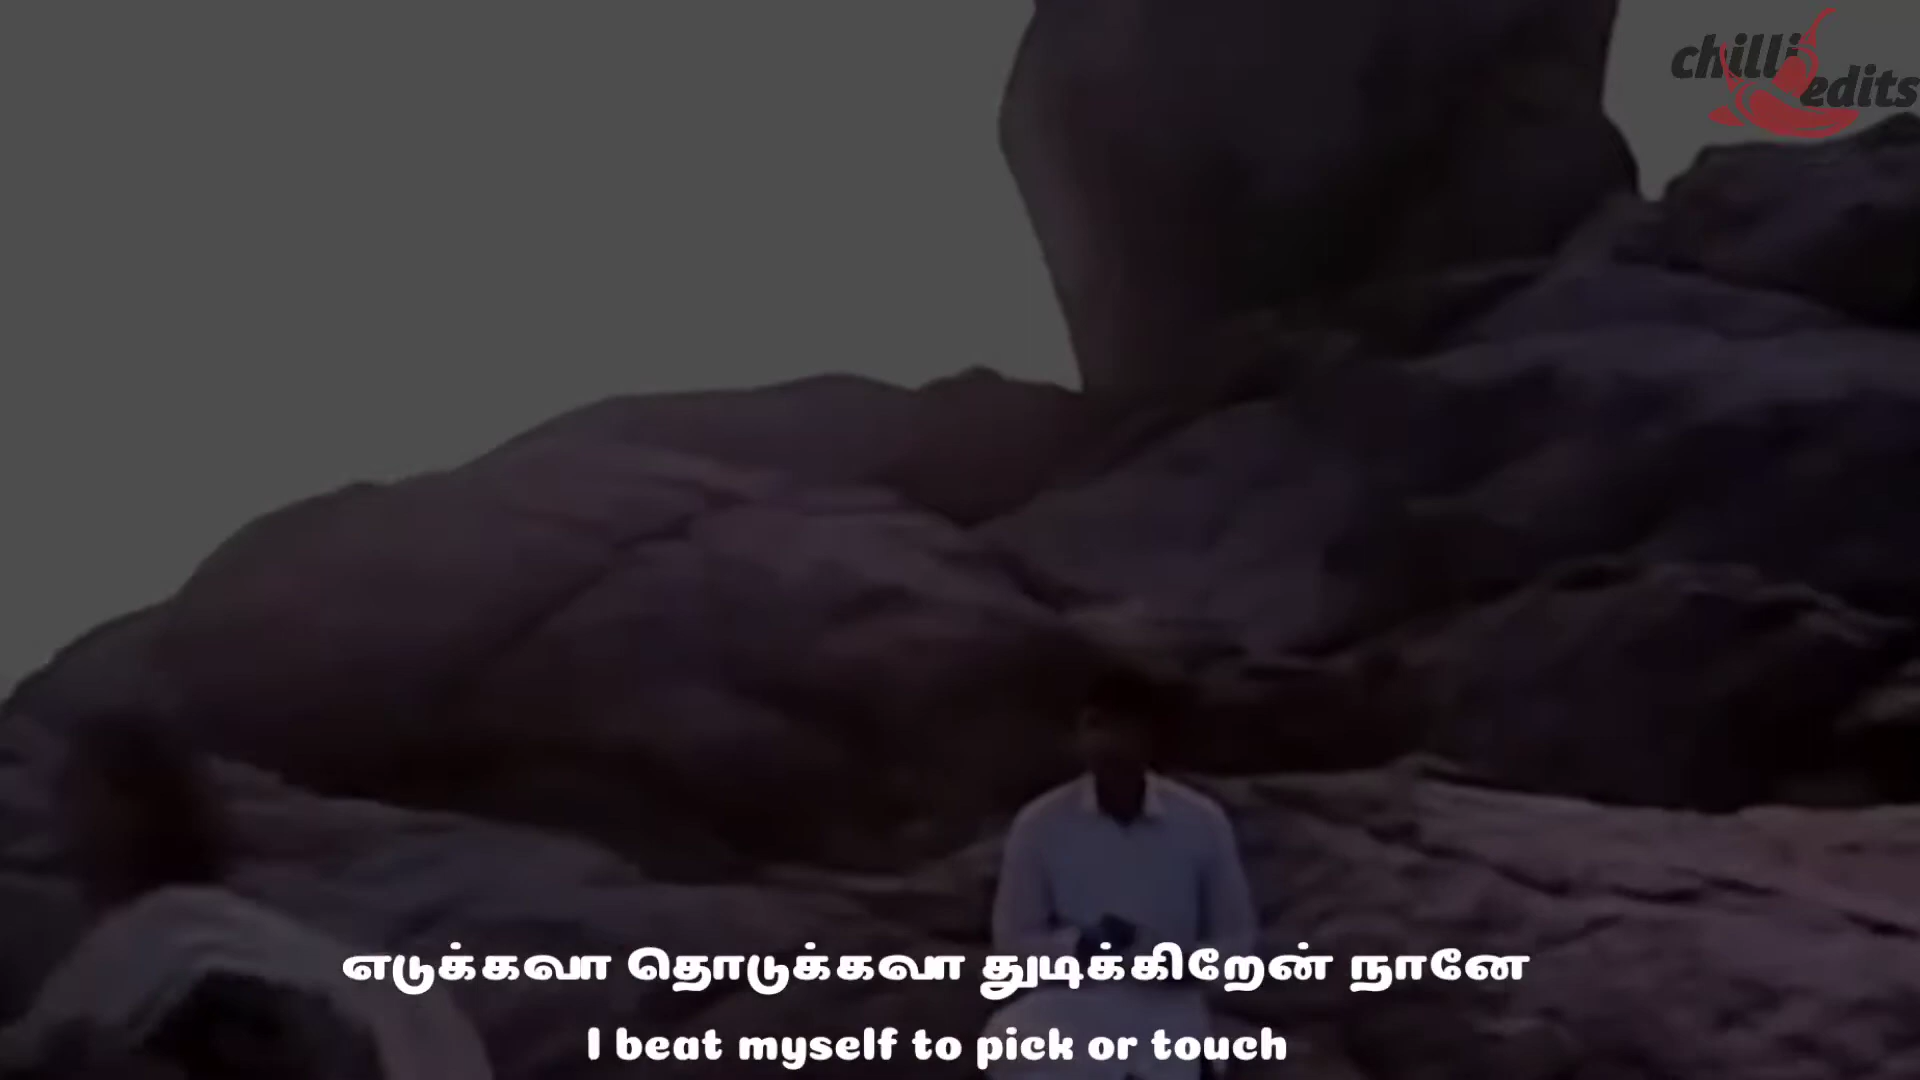 chilli
edits
எடுக்கவா தொடுக்கவா துடிக்கிறேன் நானே
I beat myself to pick or touch